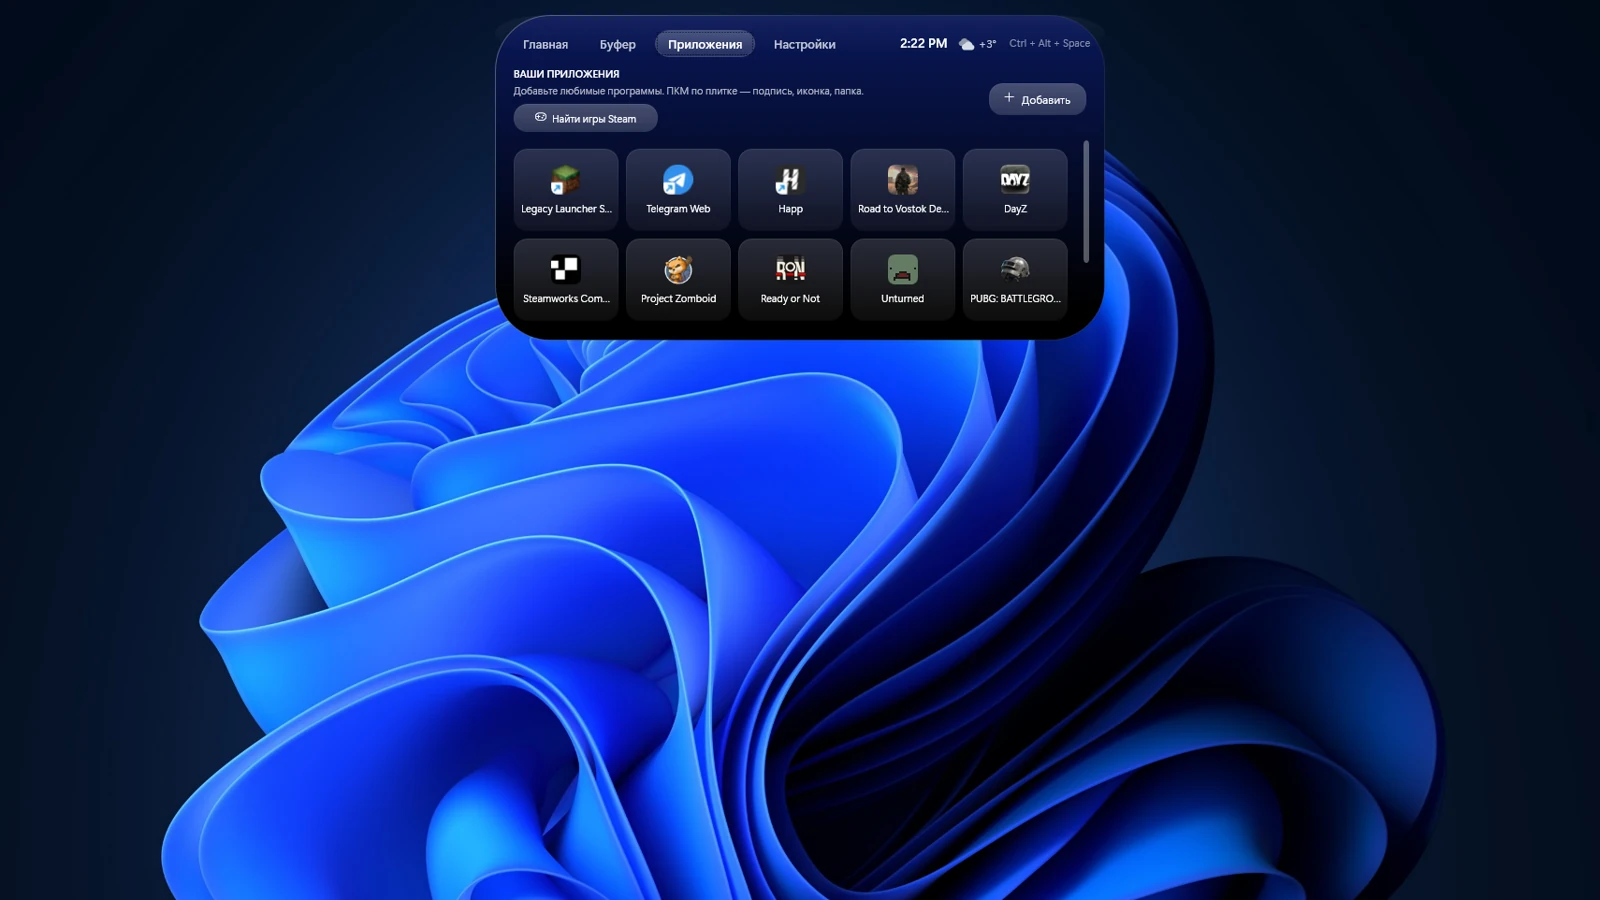 Главная Буфер Приложения Настройки 2:22 PM +3° Ctrl + Alt + Space
ВАШИ ПРИЛОЖЕНИЯ
Добавьте любимые программы. ПКМ по плитке — подпись, иконка, папка.
+ Добавить
Найти игры Steam
Legacy Launcher S... Telegram Web Happ Road to Vostok De... DayZ
DAYZ
RON
Steamworks Com... Project Zomboid Ready or Not Unturned PUBG: BATTLEGRO...